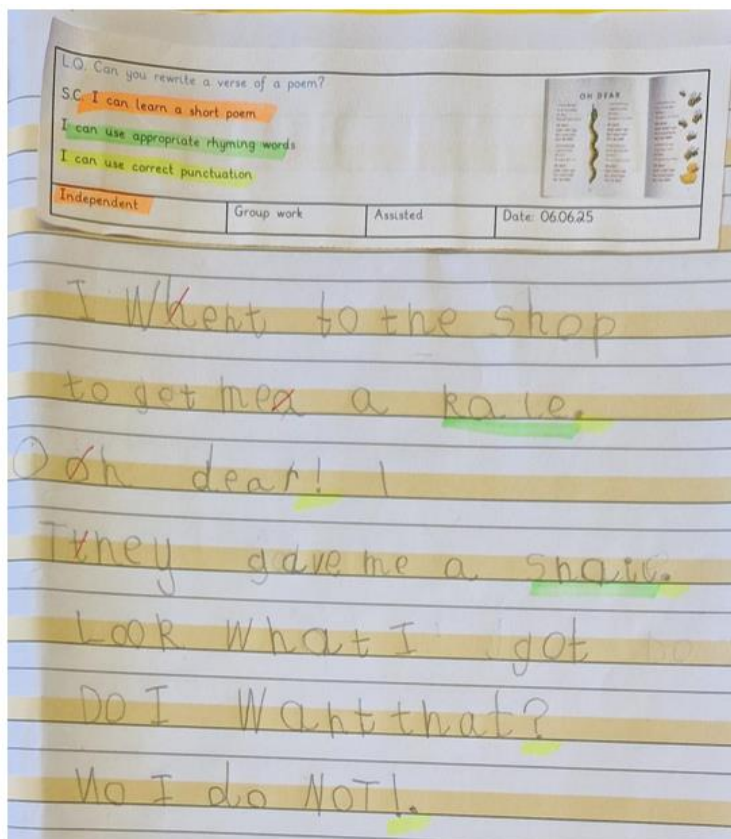 L.Q. Can you rewrite a verse of a poem?
S.C. I can learn a short poem
I can use appropriate rhyming words
I can use correct punctuation
Independent
Group work
Assisted
Date: 06.06.25
OH DEAR
I Whent to the shop
to get mea a kale.
Oh dear!
Tthey gave me a snail.
Look what I got
DO I Want that?
No I do NOT!.